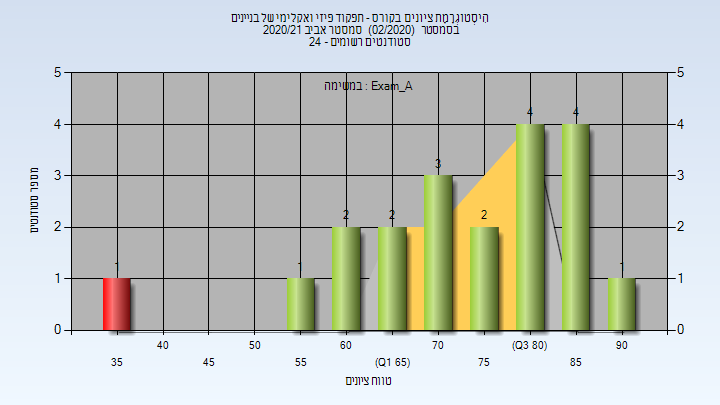 היסטוגרמת ציונים בקורס - תפקוד פיזי ואקלימי של בניינים
בסמסטר (02/2020) סמסטר אביב 2020/21
סטודנטים רשומים - 24
במשימה : Exam_A
מספר סטודנטים
5 5
4 4
3 3
2 2
1 1
0 0
1 1 2 2 3 2 4 4 1
40 50 60 70 (Q3 80) 90
35 45 55 (Q1 65) 75 85
טווח ציונים